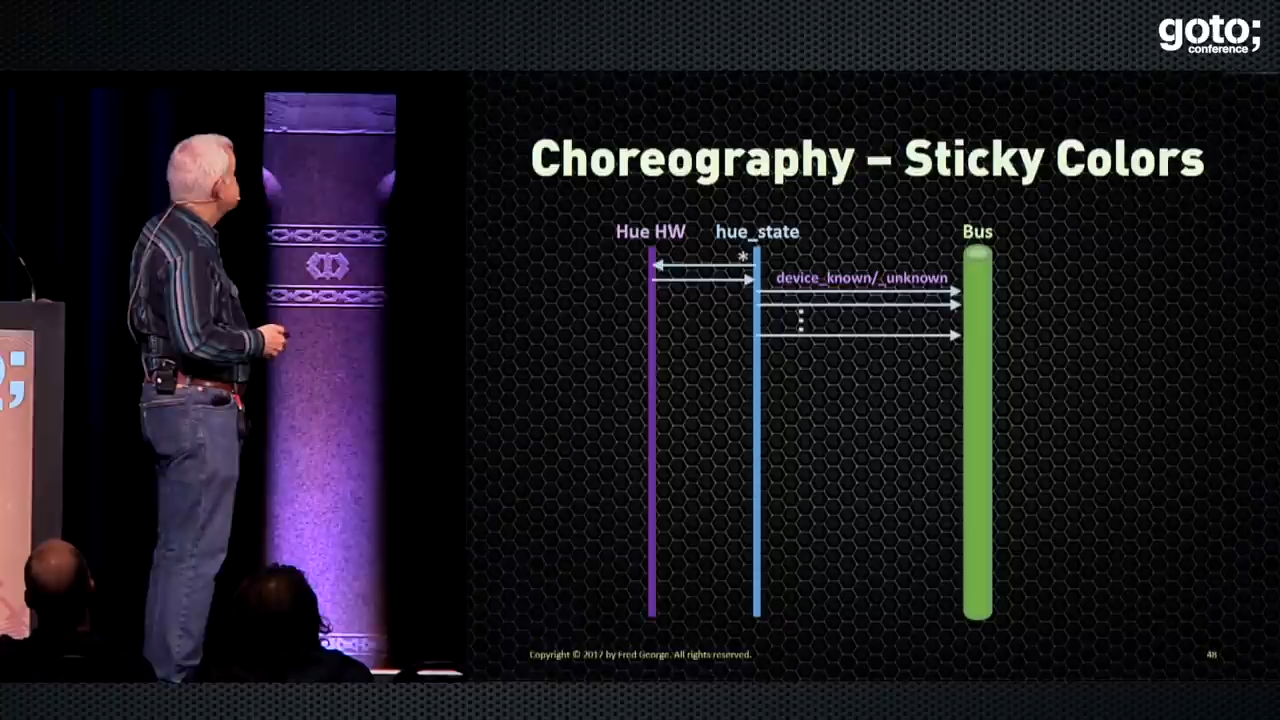 goto;
conference
Choreography – Sticky Colors
Hue HW
hue_state
Bus
*
device_known/_unknown
Copyright © 2017 by Fred George. All rights reserved.
48